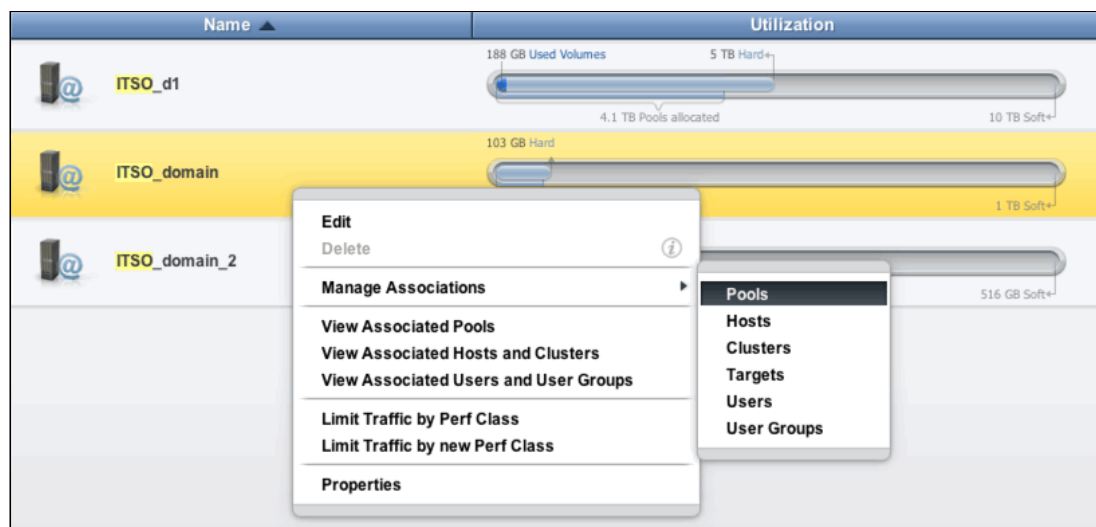 Name Utilization
188 GB Used Volumes 5 TB Hard
ITSO_d1
4.1 TB Pools allocated 10 TB Soft
103 GB Hard
ITSO_domain
1 TB Soft
Edit
Delete
ITSO_domain_2
Manage Associations
516 GB Soft
View Associated Pools
View Associated Hosts and Clusters
View Associated Users and User Groups
Limit Traffic by Perf Class
Limit Traffic by new Perf Class
Properties
Pools
Hosts
Clusters
Targets
Users
User Groups